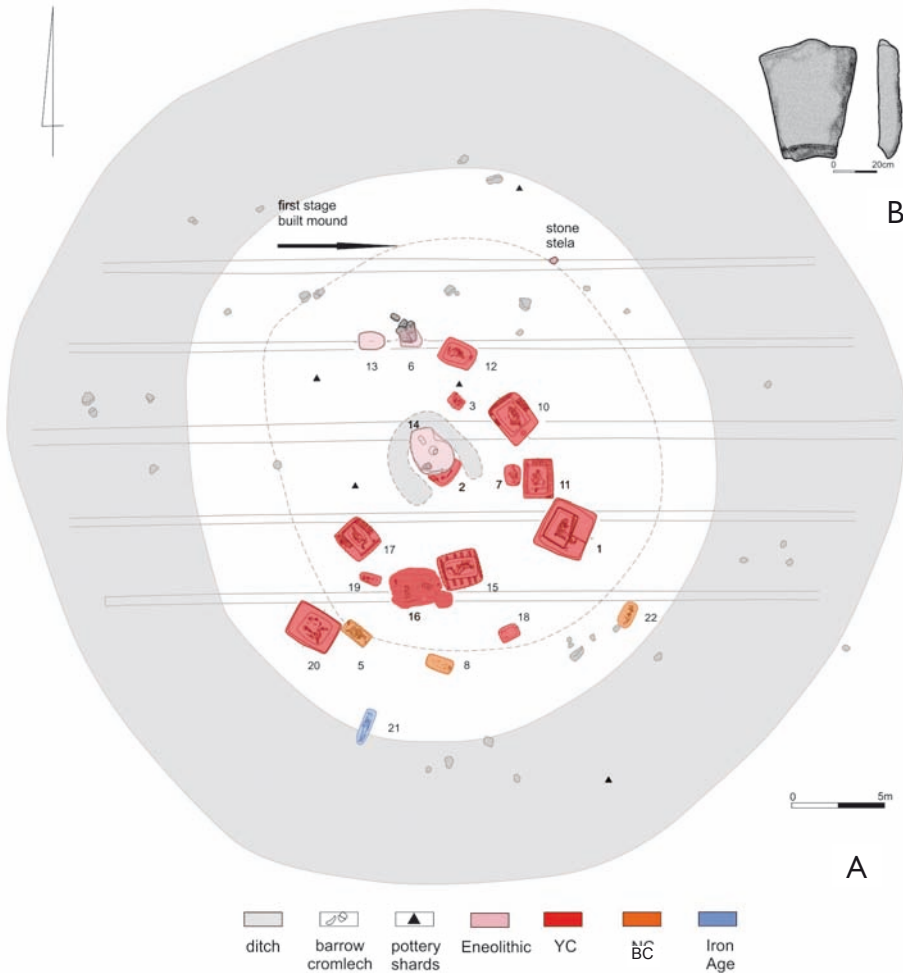 0 20cm
B
first stage
built mound
stone
stela
13
6
12
3
10
14
2
7
11
1
17
19
16
15
18
22
20
5
8
21
0 5m
A
ditch
barrow
cromlech
pottery
shards
Eneolithic
YC
BC
Iron
Age